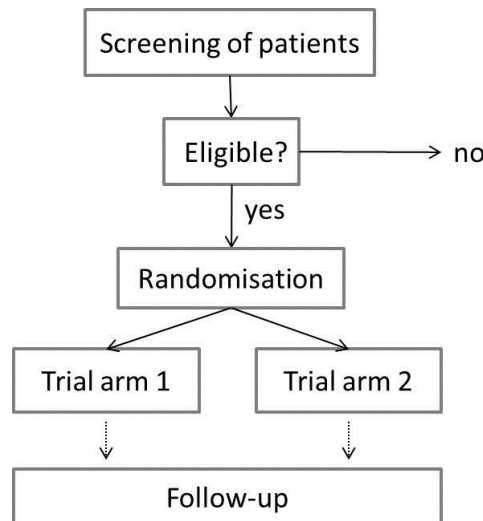 Screening of patients
Eligible?
no
yes
Randomisation
Trial arm 1
Trial arm 2
Follow-up